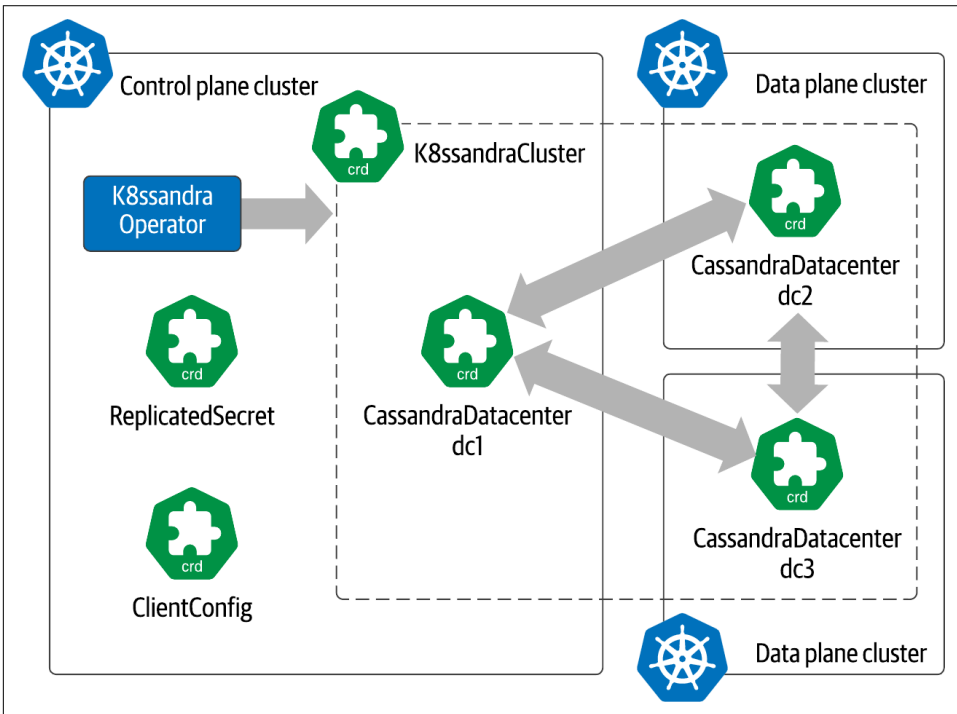 Control plane cluster
Data plane cluster
crd
K8ssandraCluster
K8ssandra
Operator
crd
CassandraDatacenter
dc2
crd
ReplicatedSecret
crd
CassandraDatacenter
dc1
crd
CassandraDatacenter
dc3
crd
ClientConfig
Data plane cluster